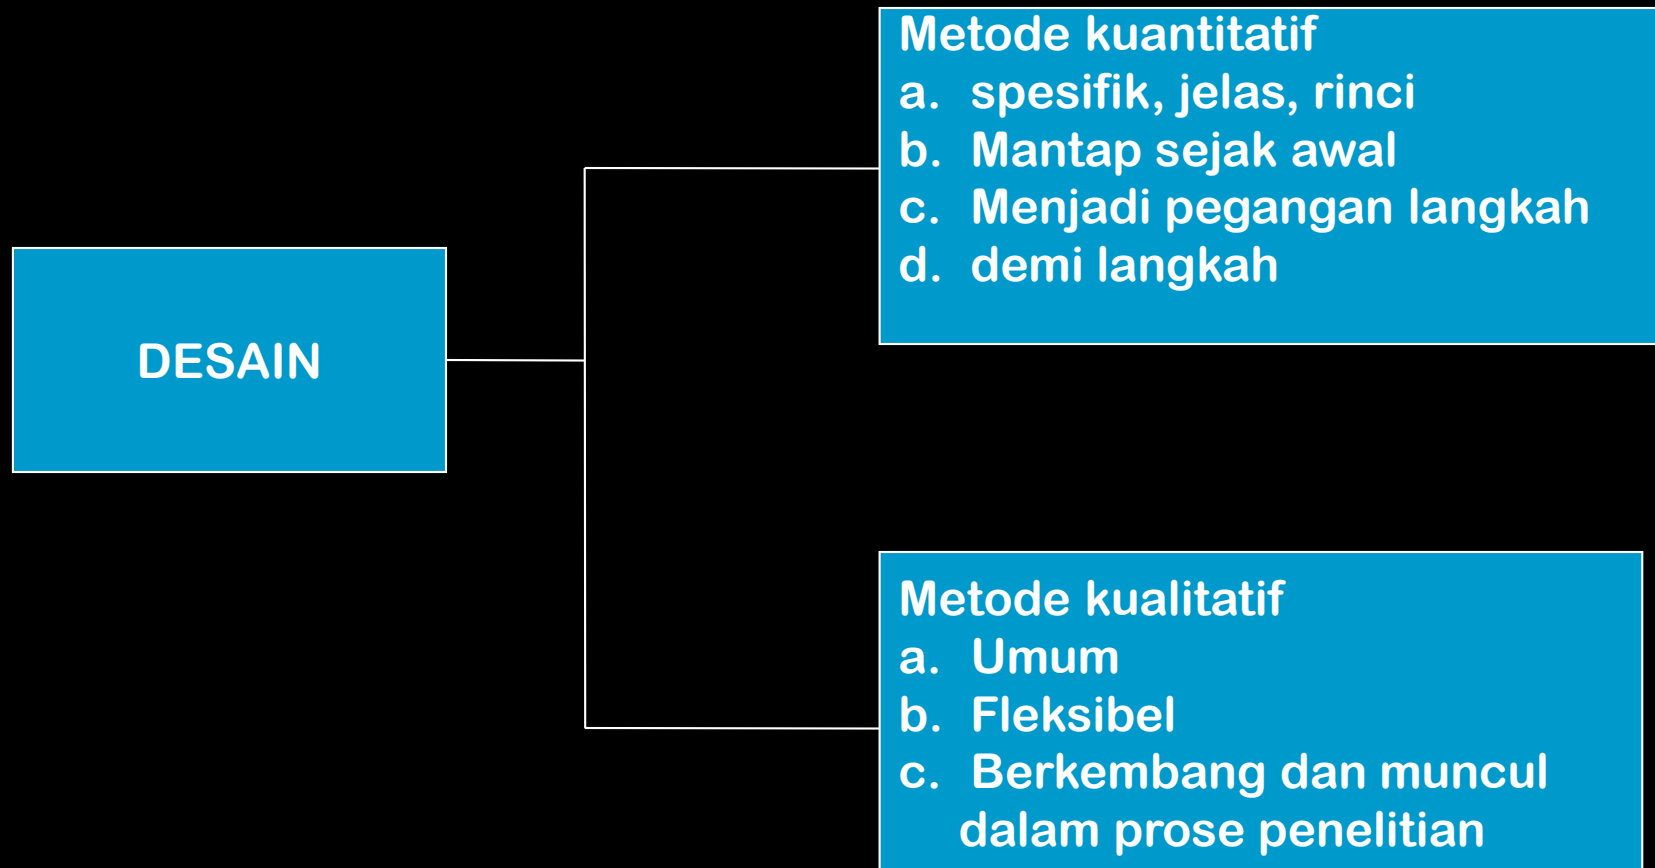 Metode kuantitatif
a. spesifik, jelas, rinci
b. Mantap sejak awal
c. Menjadi pegangan langkah
d. demi langkah
DESAIN
Metode kualitatif
a. Umum
b. Fleksibel
c. Berkembang dan muncul
dalam prose penelitian